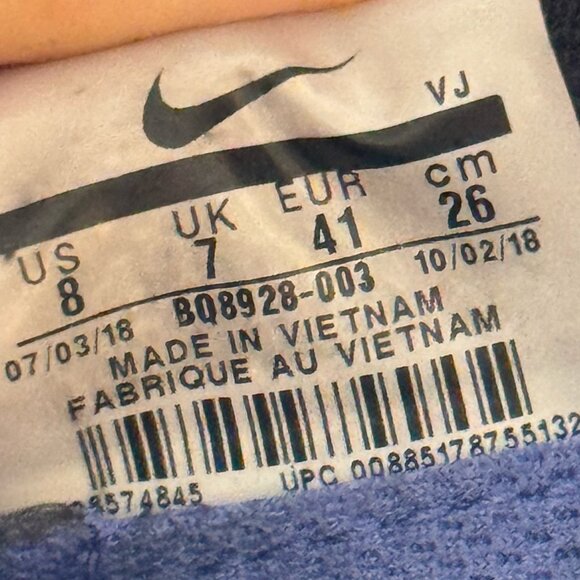 VJ
US UK EUR cm
8 7 41 26
07/03/18 BQ8928-003 10/02/18
MADE IN VIETNAM
FABRIQUE AU VIETNAM
574845 UPC 00885178755132